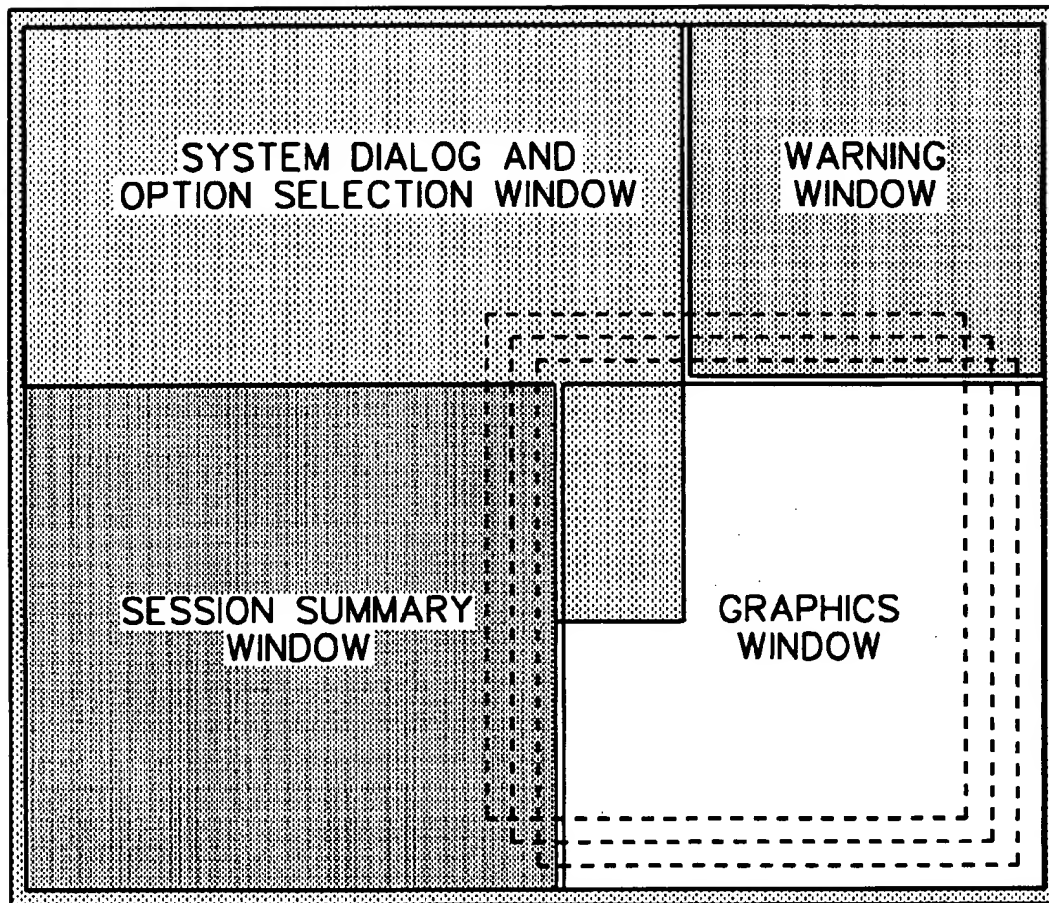 SYSTEM DIALOG AND
OPTION SELECTION WINDOW
WARNING
WINDOW
SESSION SUMMARY
WINDOW
GRAPHICS
WINDOW